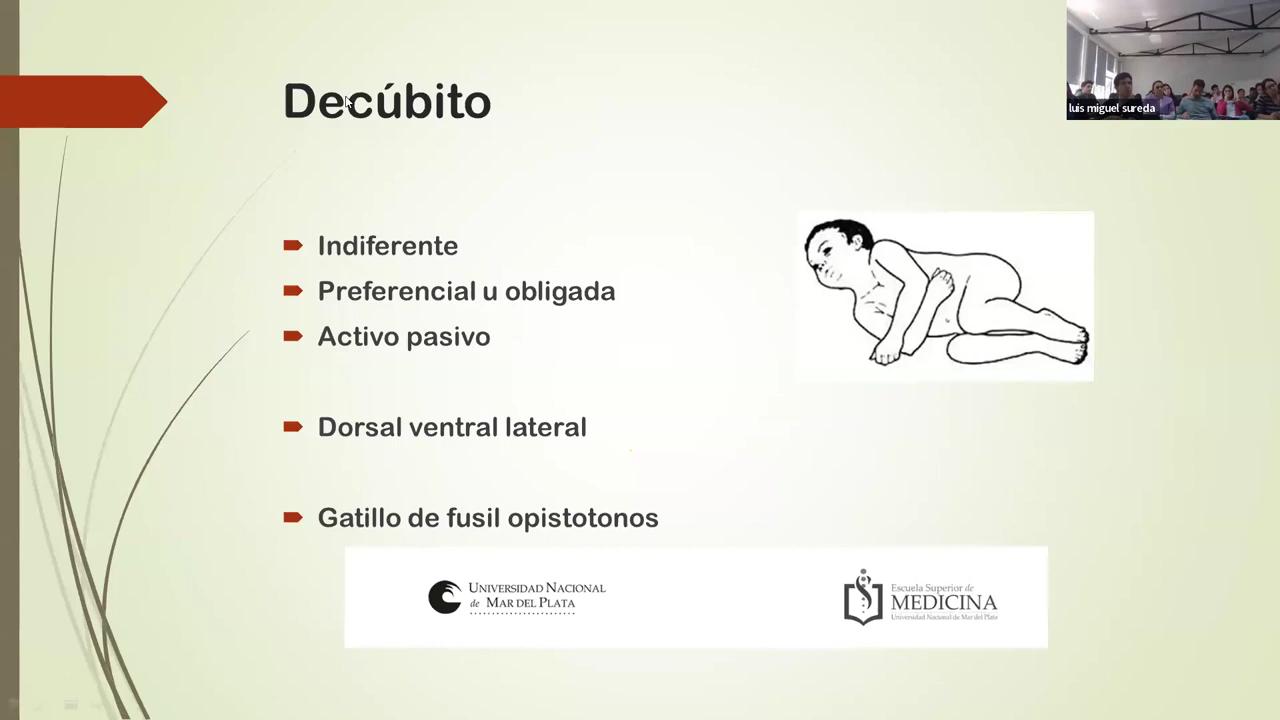 Decúbito
luis miguel sureda
Indiferente
Preferencial u obligada
Activo pasivo
Dorsal ventral lateral
Gatillo de fusil opistotonos
UNIVERSIDAD NACIONAL
de MAR DEL PLATA
Escuela Superior de
MEDICINA
Universidad Nacional de Mar del Plata